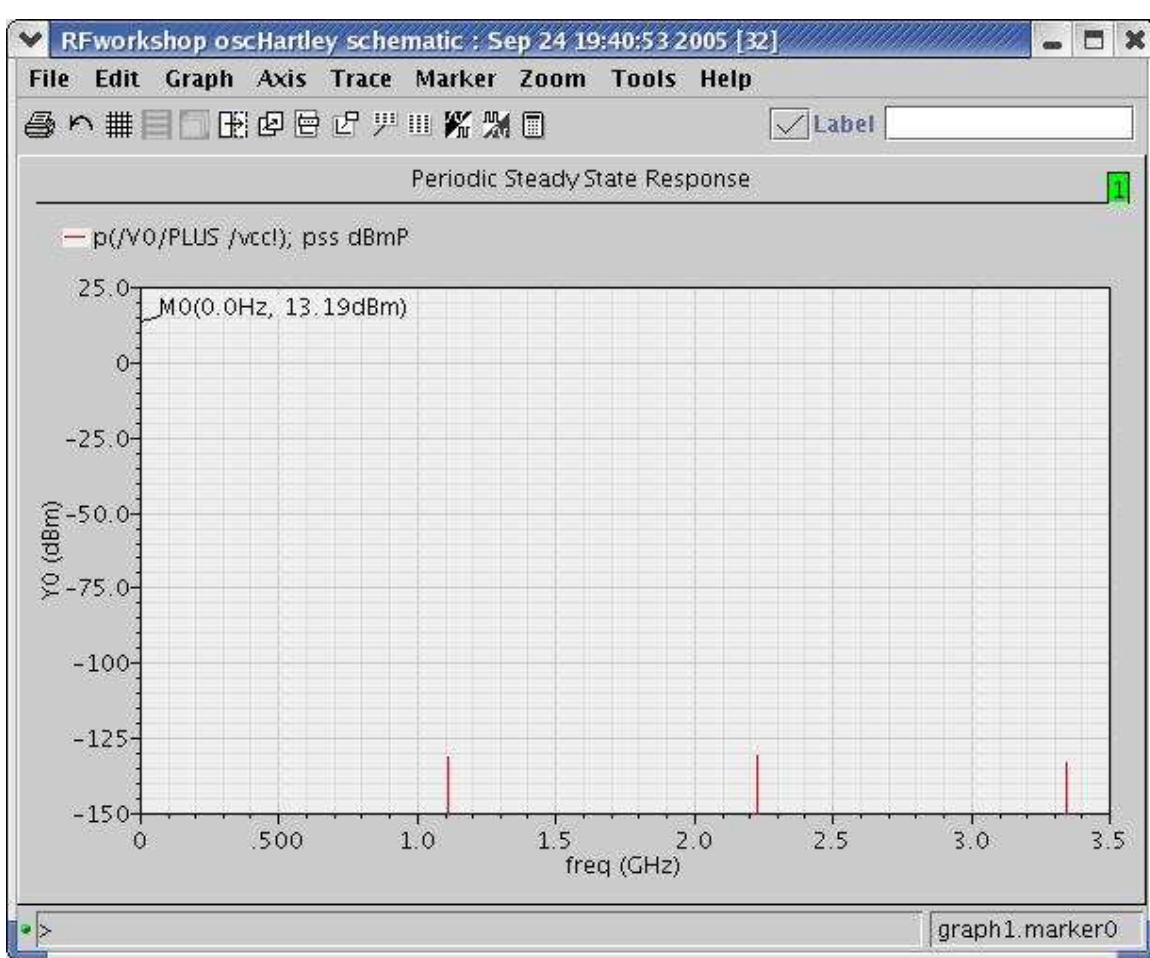 RFworkshop oscHartley schematic : Sep 24 19:40:53 2005 [32]
File Edit Graph Axis Trace Marker Zoom Tools Help
Label
Periodic Steady State Response
1
p(/V0/PLUS /vcc!); pss dBmP
M0(0.0Hz, 13.19dBm)
25.0
0
-25.0
-50.0
-75.0
-100
-125
-150
Y0 (dBm)
0 .500 1.0 1.5 2.0 2.5 3.0 3.5
freq (GHz)
>
graph1.marker0